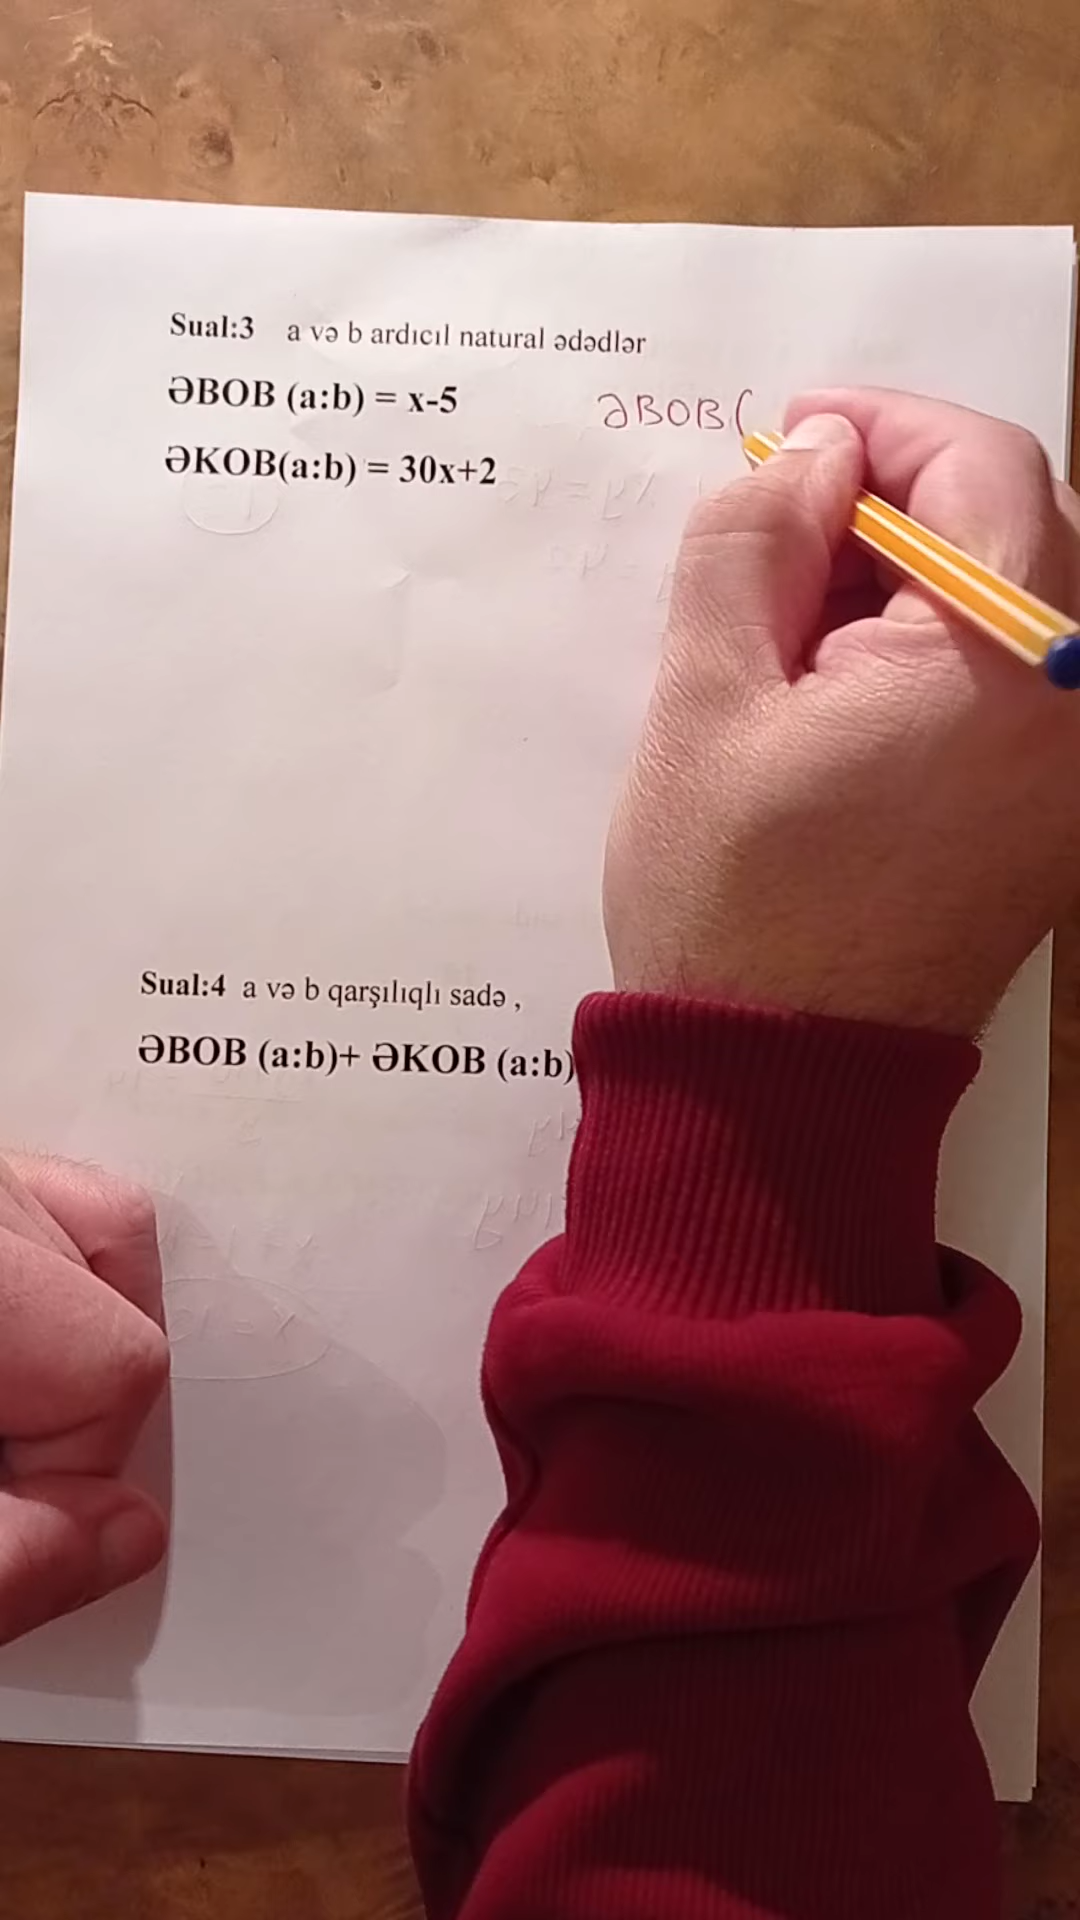 Sual:3 a və b ardıcıl natural ədədlər
ƏBOB (a:b) = x-5
ƏBOB(
ƏKOB(a:b) = 30x+2
Sual:4 a və b qarşılıqlı sadə ,
ƏBOB (a:b)+ ƏKOB (a:b)